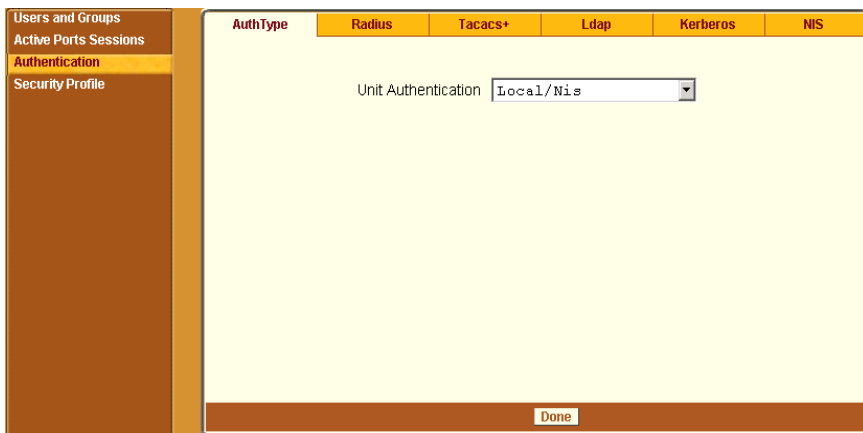 Users and Groups
Active Ports Sessions
Authentication
Security Profile
AuthType Radius Tacacs+ Ldap Kerberos NIS
Unit Authentication Local/Nis
Done